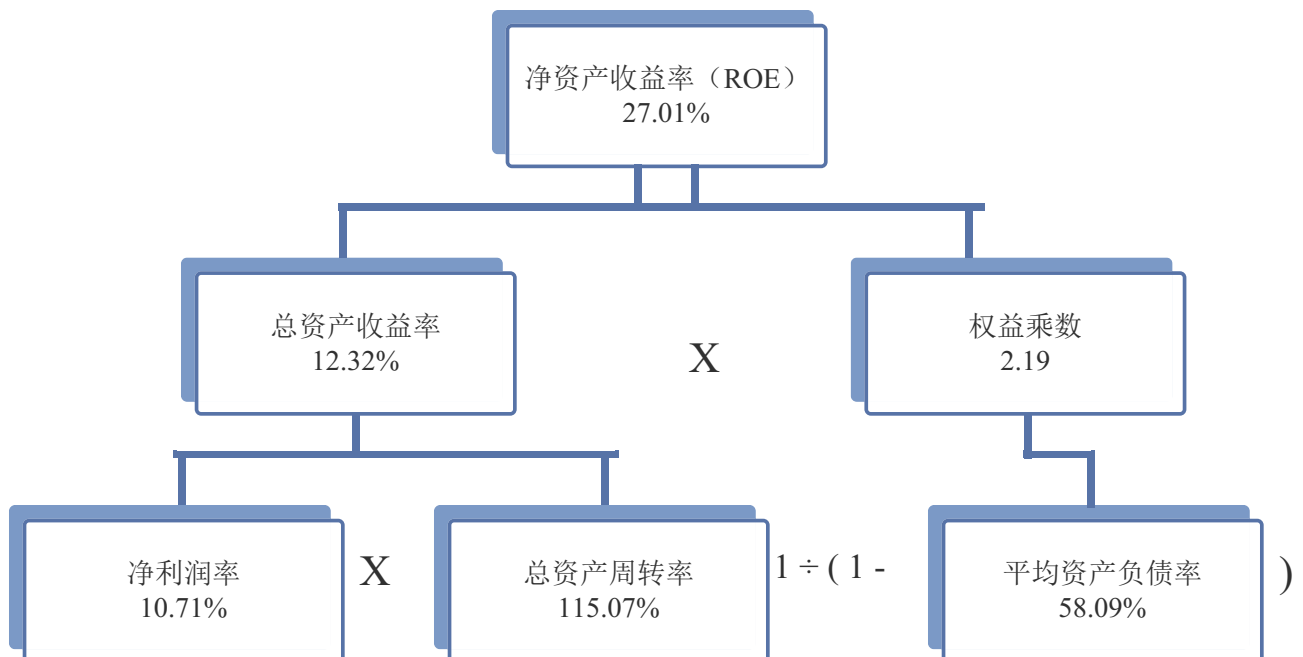 净资产收益率（ROE）
27.01%
总资产收益率
12.32%
X
权益乘数
2.19
净利润率
10.71%
X
总资产周转率
115.07%
1 ÷ ( 1 -
平均资产负债率
58.09%
)